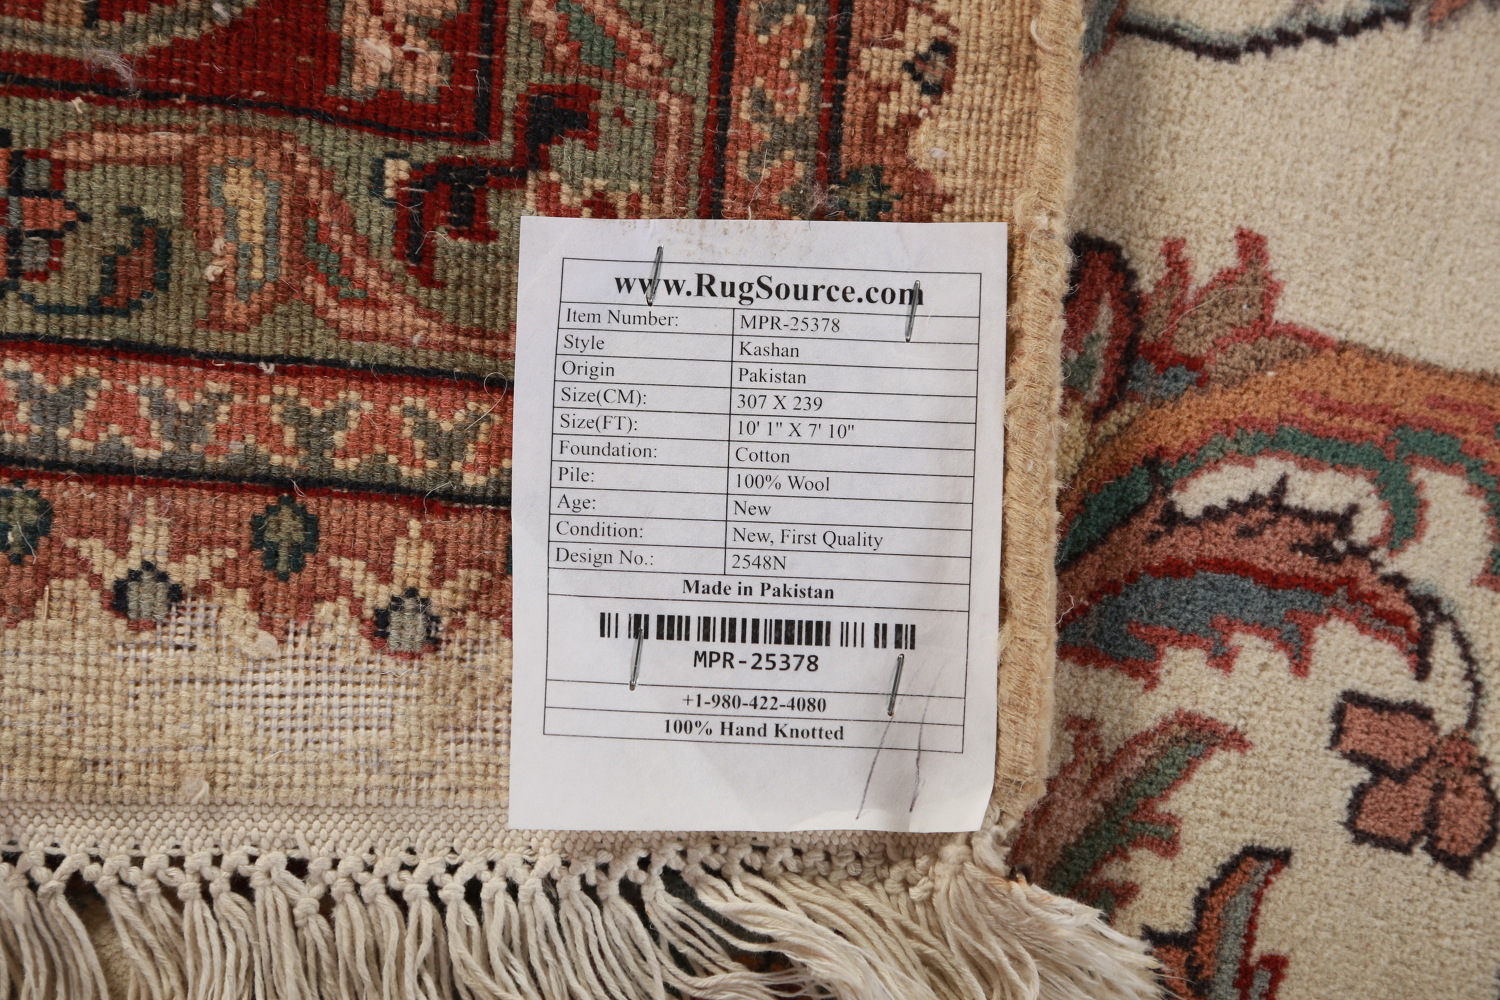 www.RugSource.com
Item Number: MPR-25378
Style Kashan
Origin Pakistan
Size(CM): 307 X 239
Size(FT): 10' 1" X 7' 10"
Foundation: Cotton
Pile: 100% Wool
Age: New
Condition: New, First Quality
Design No.: 2548N
Made in Pakistan
MPR-25378
+1-980-422-4080
100% Hand Knotted